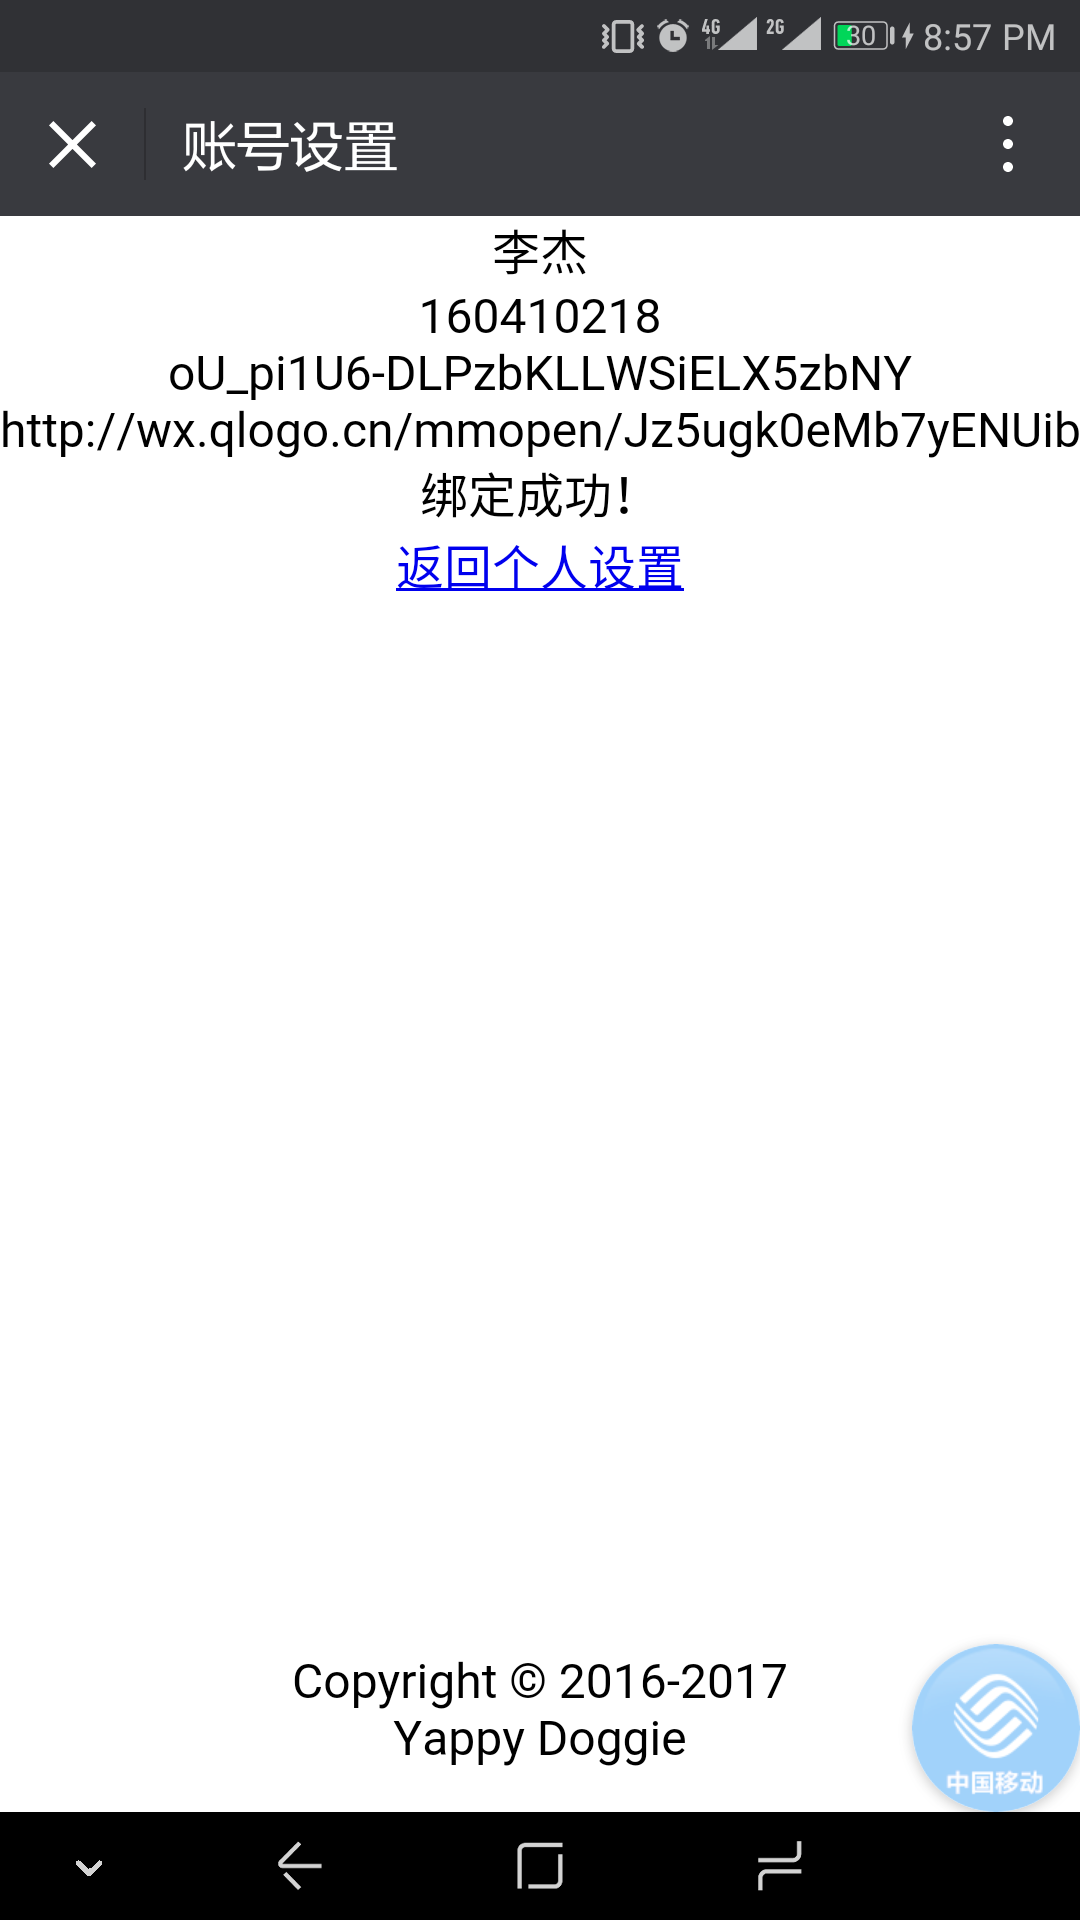 4G 2G 30 8:57 PM
账号设置
李杰
160410218
oU_pi1U6-DLPzbKLLWSiELX5zbNY
http://wx.qlogo.cn/mmopen/Jz5ugk0eMb7yENUib
绑定成功！
返回个人设置
Copyright © 2016-2017
Yappy Doggie
中国移动